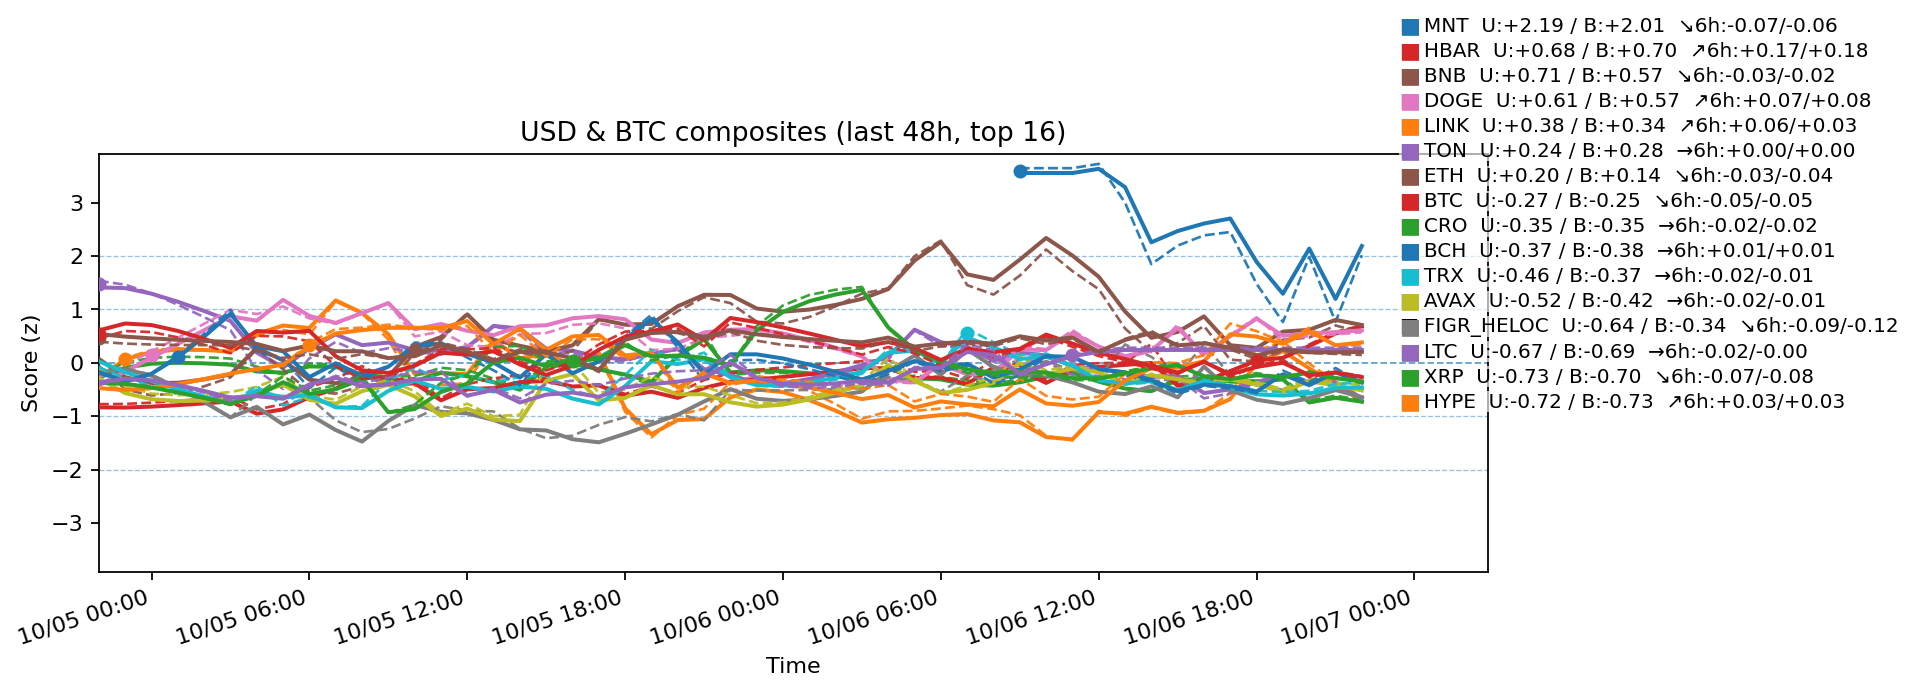 MNT  U:+2.19 / B:+2.01  ↘6h:-0.07/-0.06
HBAR  U:+0.68 / B:+0.70  ↗6h:+0.17/+0.18
BNB  U:+0.71 / B:+0.57  ↘6h:-0.03/-0.02
DOGE  U:+0.61 / B:+0.57  ↗6h:+0.07/+0.08
LINK  U:+0.38 / B:+0.34  ↗6h:+0.06/+0.03
TON  U:+0.24 / B:+0.28  →6h:+0.00/+0.00
ETH  U:+0.20 / B:+0.14  ↘6h:-0.03/-0.04
BTC  U:-0.27 / B:-0.25  ↘6h:-0.05/-0.05
CRO  U:-0.35 / B:-0.35  →6h:-0.02/-0.02
BCH  U:-0.37 / B:-0.38  →6h:+0.01/+0.01
TRX  U:-0.46 / B:-0.37  →6h:-0.02/-0.01
AVAX  U:-0.52 / B:-0.42  →6h:-0.02/-0.01
FIGR_HELOC  U:-0.64 / B:-0.34  ↘6h:-0.09/-0.12
LTC  U:-0.67 / B:-0.69  →6h:-0.02/-0.00
XRP  U:-0.73 / B:-0.70  ↘6h:-0.07/-0.08
HYPE  U:-0.72 / B:-0.73  ↗6h:+0.03/+0.03
USD & BTC composites (last 48h, top 16)
Score (z)
3
2
1
0
−1
−2
−3
10/05 00:00
10/05 06:00
10/05 12:00
10/05 18:00
10/06 00:00
10/06 06:00
10/06 12:00
10/06 18:00
10/07 00:00
Time